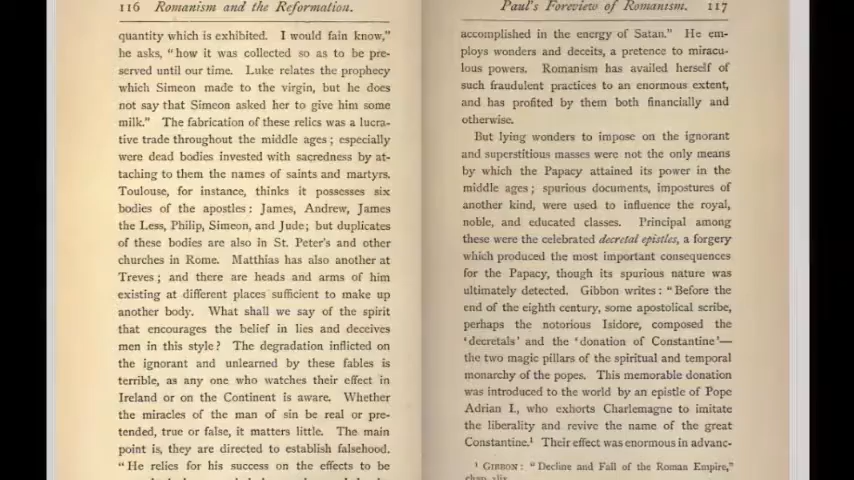 116 Romanism and the Reformation.
quantity which is exhibited. I would fain know,"
he asks, "how it was collected so as to be pre-
served until our time. Luke relates the prophecy
which Simeon made to the virgin, but he does
not say that Simeon asked her to give him some
milk." The fabrication of these relics was a lucra-
tive trade throughout the middle ages; especially
were dead bodies invested with sacredness by at-
taching to them the names of saints and martyrs.
Toulouse, for instance, thinks it possesses six
bodies of the apostles: James, Andrew, James
the Less, Philip, Simeon, and Jude; but duplicates
of these bodies are also in St. Peter's and other
churches in Rome. Matthias has also another at
Treves; and there are heads and arms of him
existing at different places sufficient to make up
another body. What shall we say of the spirit
that encourages the belief in lies and deceives
men in this style? The degradation inflicted on
the ignorant and unlearned by these fables is
terrible, as any one who watches their effect in
Ireland or on the Continent is aware. Whether
the miracles of the man of sin be real or pre-
tended, true or false, it matters little. The main
point is, they are directed to establish falsehood.
"He relies for his success on the effects to be
Paul's Foreview of Romanism. 117
accomplished in the energy of Satan." He em-
ploys wonders and deceits, a pretence to miracu-
lous powers. Romanism has availed herself of
such fraudulent practices to an enormous extent,
and has profited by them both financially and
otherwise.
But lying wonders to impose on the ignorant
and superstitious masses were not the only means
by which the Papacy attained its power in the
middle ages; spurious documents, impostures of
another kind, were used to influence the royal,
noble, and educated classes. Principal among
these were the celebrated decretal epistles, a forgery
which produced the most important consequences
for the Papacy, though its spurious nature was
ultimately detected. Gibbon writes: "Before the
end of the eighth century, some apostolical scribe,
perhaps the notorious Isidore, composed the
'decretals' and the 'donation of Constantine'—
the two magic pillars of the spiritual and temporal
monarchy of the popes. This memorable donation
was introduced to the world by an epistle of Pope
Adrian I., who exhorts Charlemagne to imitate
the liberality and revive the name of the great
Constantine.¹ Their effect was enormous in advanc-
¹ GIBBON: "Decline and Fall of the Roman Empire,"